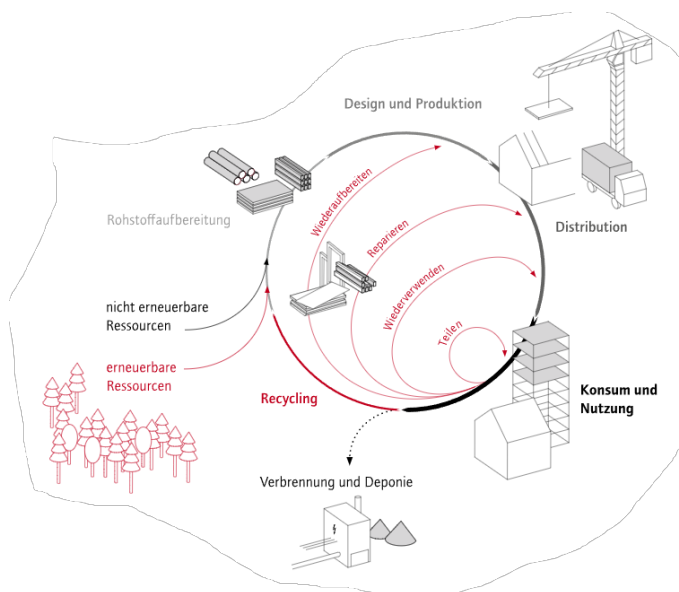 Design und Produktion
Rohstoffaufbereitung
Wiederaufbereiten
Reparieren
Distribution
Wiederverwenden
nicht erneuerbare
Ressourcen
Teilen
erneuerbare
Ressourcen
Recycling
Konsum und
Nutzung
Verbrennung und Deponie